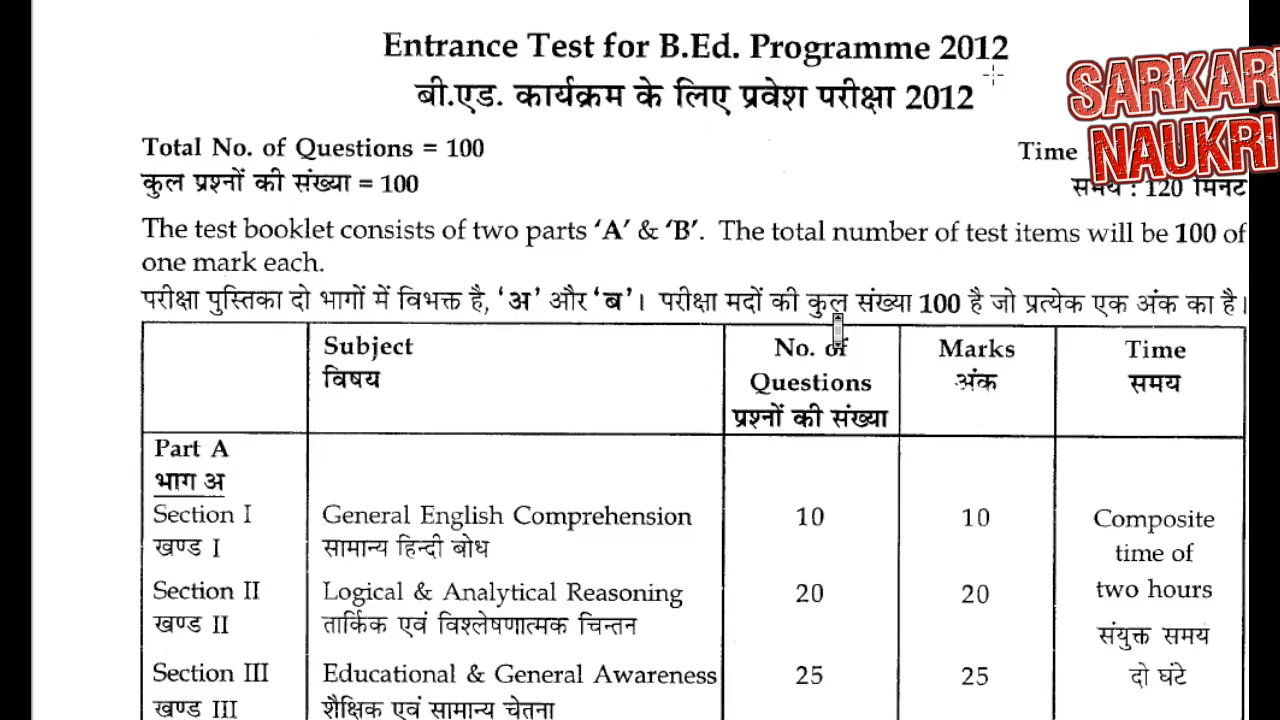 Entrance Test for B.Ed. Programme 2012
बी.एड. कार्यक्रम के लिए प्रवेश परीक्षा 2012
SARKARI
NAUKRI
Total No. of Questions = 100 Time
कुल प्रश्नों की संख्या = 100 समय : 120 मिनट
The test booklet consists of two parts 'A' & 'B'. The total number of test items will be 100 of
one mark each.
परीक्षा पुस्तिका दो भागों में विभक्त है, 'अ' और 'ब'। परीक्षा मदों की कुल संख्या 100 है जो प्रत्येक एक अंक का है।
Subject No. of Marks Time
विषय Questions अंक समय
प्रश्नों की संख्या
Part A
भाग अ
Section I General English Comprehension 10 10 Composite
खण्ड I सामान्य हिन्दी बोध time of
Section II Logical & Analytical Reasoning 20 20 two hours
खण्ड II तार्किक एवं विश्लेषणात्मक चिन्तन संयुक्त समय
Section III Educational & General Awareness 25 25 दो घंटे
खण्ड III शैक्षिक एवं सामान्य चेतना